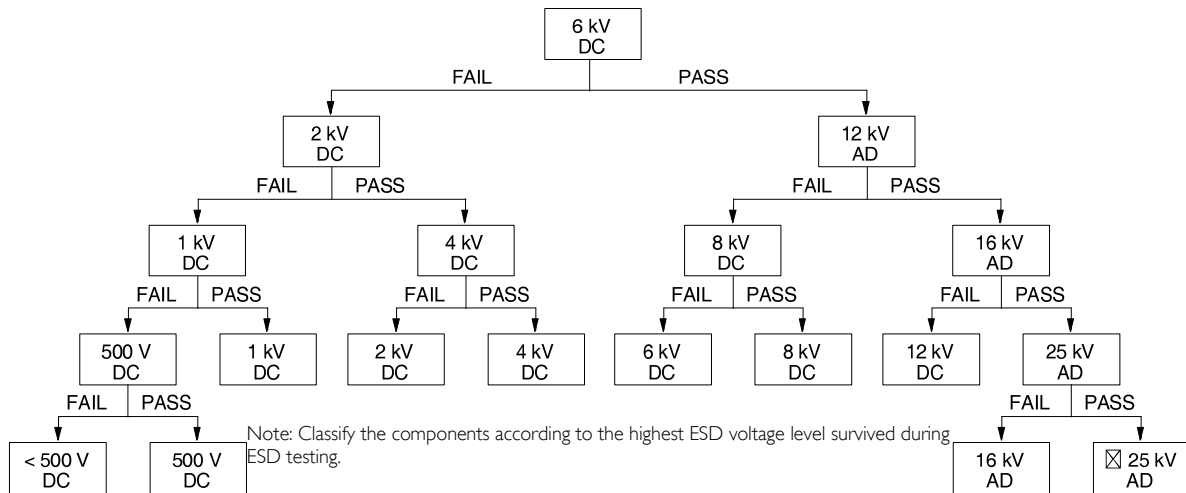 6 kV
DC
FAIL PASS
2 kV
DC
12 kV
AD
FAIL PASS FAIL PASS
1 kV
DC
4 kV
DC
8 kV
DC
16 kV
AD
FAIL PASS FAIL PASS FAIL PASS FAIL PASS
500 V
DC
1 kV
DC
2 kV
DC
4 kV
DC
6 kV
DC
8 kV
DC
12 kV
DC
25 kV
AD
FAIL PASS FAIL PASS
Note: Classify the components according to the highest ESD voltage level survived during
ESD testing.
< 500 V
DC
500 V
DC
16 kV
AD
☒ 25 kV
AD